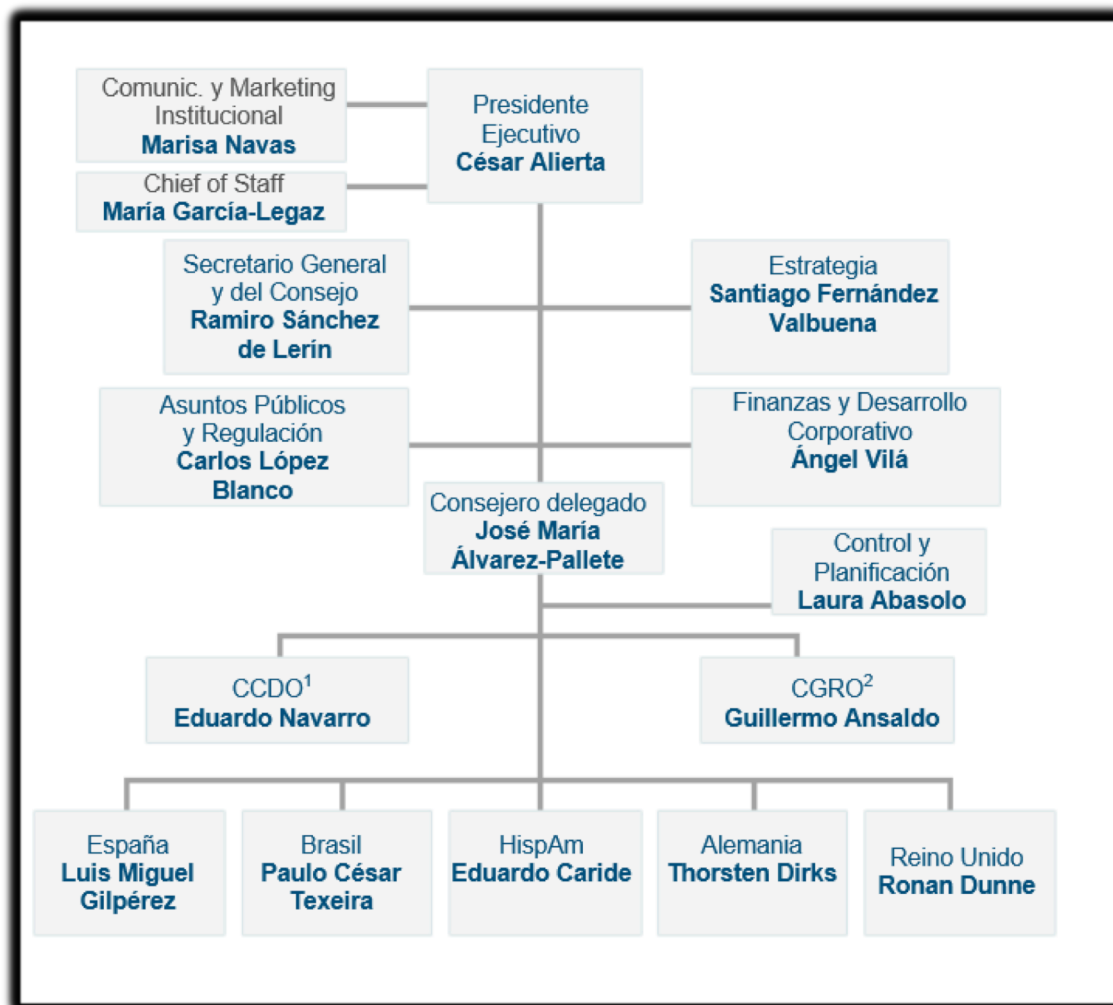 Comunic. y Marketing
Institucional
Marisa Navas
Presidente
Ejecutivo
César Alierta
Chief of Staff
María García-Legaz
Secretario General
y del Consejo
Ramiro Sánchez
de Lerín
Estrategia
Santiago Fernández
Valbuena
Asuntos Públicos
y Regulación
Carlos López
Blanco
Finanzas y Desarrollo
Corporativo
Ángel Vilá
Consejero delegado
José María
Álvarez-Pallete
Control y
Planificación
Laura Abasolo
CCDO¹
Eduardo Navarro
CGRO²
Guillermo Ansaldo
España
Luis Miguel
Gilpérez
Brasil
Paulo César
Texeira
HispAm
Eduardo Caride
Alemania
Thorsten Dirks
Reino Unido
Ronan Dunne